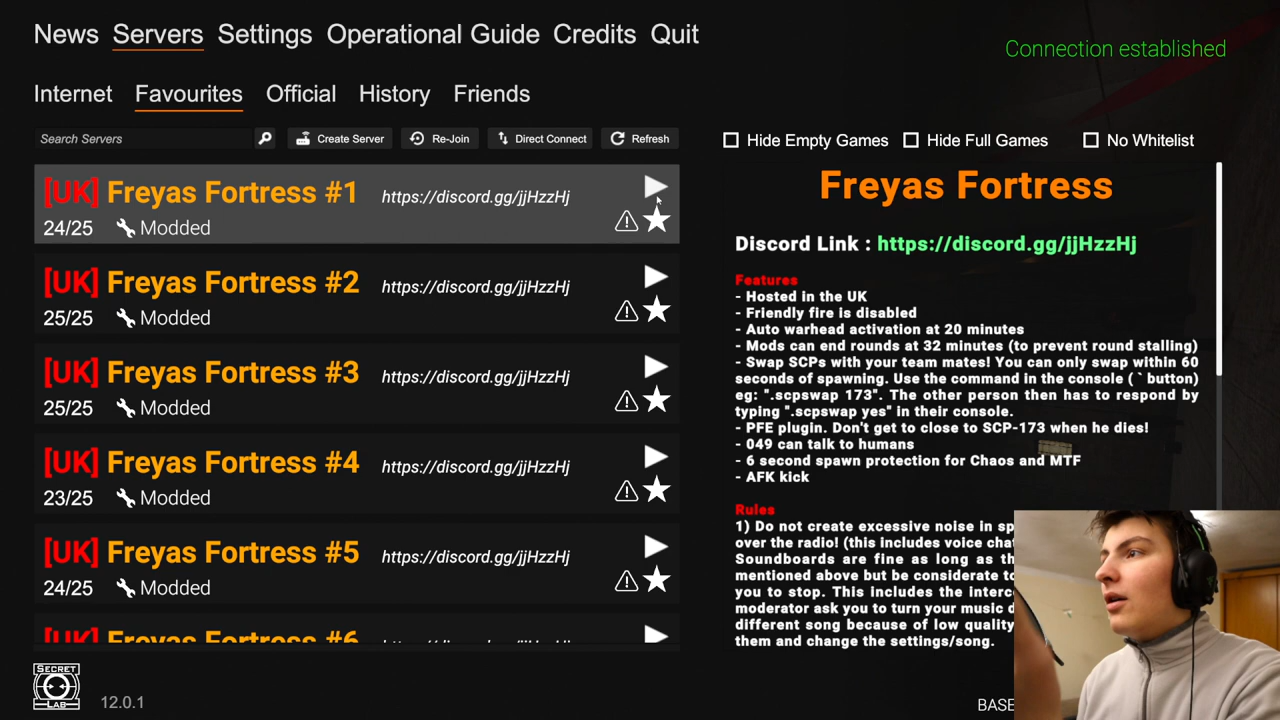 News Servers Settings Operational Guide Credits Quit
Connection established
Internet Favourites Official History Friends
Search Servers Create Server Re-Join Direct Connect Refresh
Hide Empty Games Hide Full Games No Whitelist
[UK] Freyas Fortress #1 https://discord.gg/jjHzzHj
24/25 Modded
[UK] Freyas Fortress #2 https://discord.gg/jjHzzHj
25/25 Modded
[UK] Freyas Fortress #3 https://discord.gg/jjHzzHj
25/25 Modded
[UK] Freyas Fortress #4 https://discord.gg/jjHzzHj
23/25 Modded
[UK] Freyas Fortress #5 https://discord.gg/jjHzzHj
24/25 Modded
[UK] Freyas Fortress #6
Freyas Fortress
Discord Link : https://discord.gg/jjHzzHj
Features
- Hosted in the UK
- Friendly fire is disabled
- Auto warhead activation at 20 minutes
- Mods can end rounds at 32 minutes (to prevent round stalling)
- Swap SCPs with your team mates! You can only swap within 60
seconds of spawning. Use the command in the console ( ` button)
eg: ".scpswap 173". The other person then has to respond by
typing ".scpswap yes" in their console.
- PFE plugin. Don't get to close to SCP-173 when he dies!
- 049 can talk to humans
- 6 second spawn protection for Chaos and MTF
- AFK kick
Rules
1) Do not create excessive noise in sp
over the radio! (this includes voice chat
Soundboards are fine as long as th
mentioned above but be considerate to
you to stop. This includes the interc
moderator ask you to turn your music d
different song because of low quality
them and change the settings/song.
SECRET
LAB
12.0.1
BASE